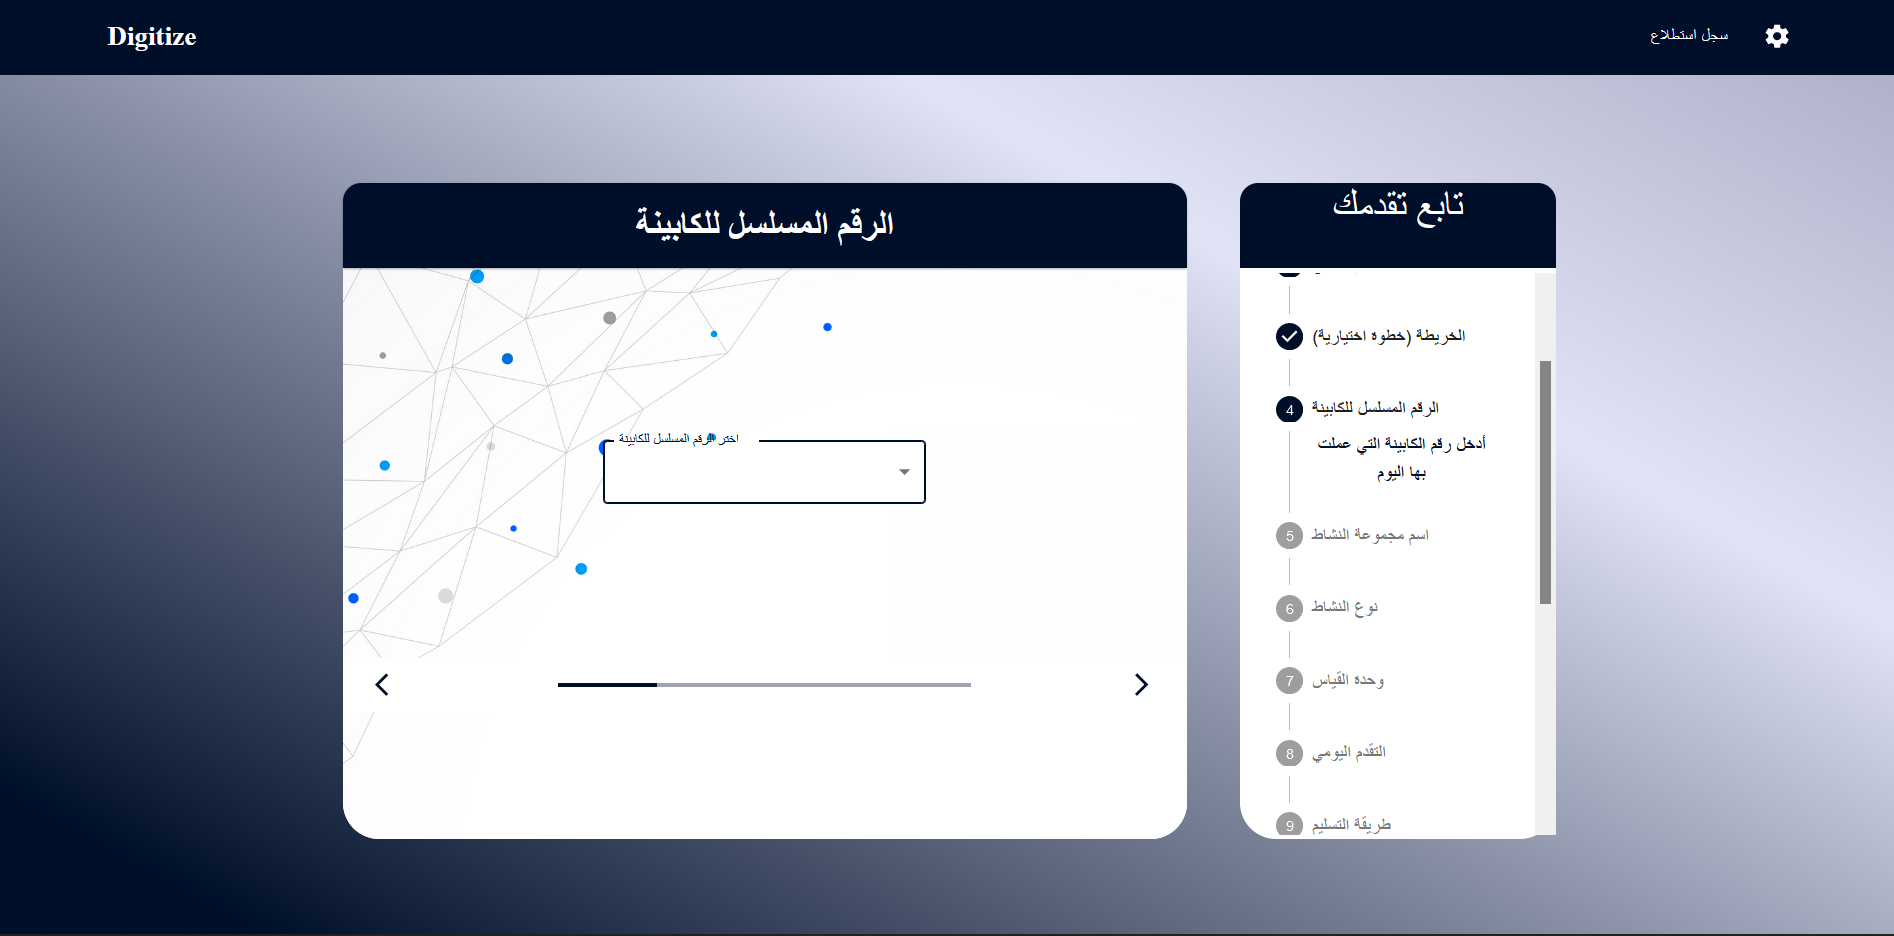 Digitize
سجل استطلاع
الرقم المسلسل للكابينة
اختر الرقم المسلسل للكابينة
تابع تقدمك
الخريطة (خطوة اختيارية)
4 الرقم المسلسل للكابينة
أدخل رقم الكابينة التي عملت
بها اليوم
5 اسم مجموعة النشاط
6 نوع النشاط
7 وحدة القياس
8 التقدم اليومي
9 طريقة التسليم